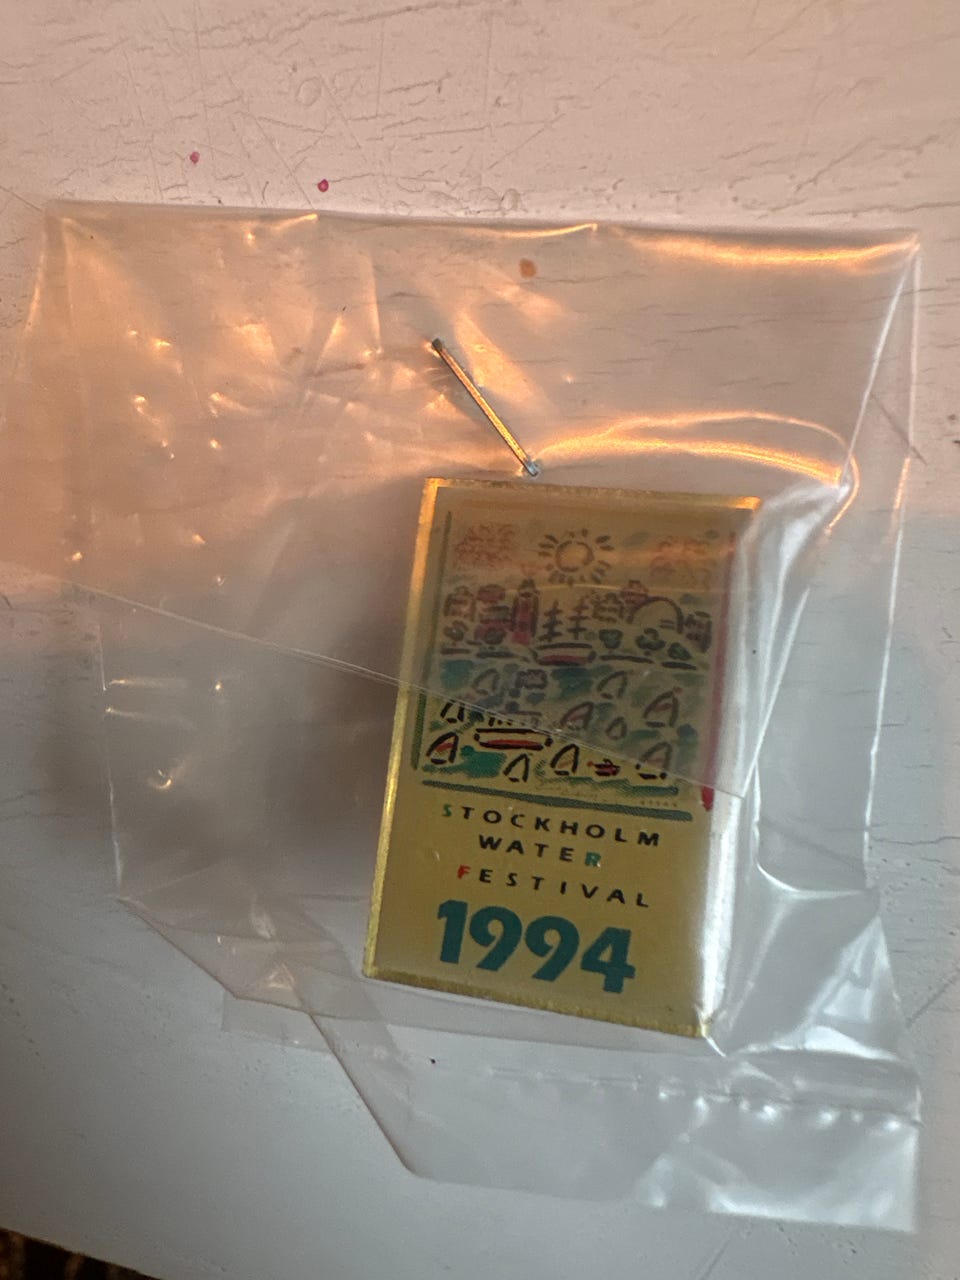 STOCKHOLM
WATER
FESTIVAL
1994